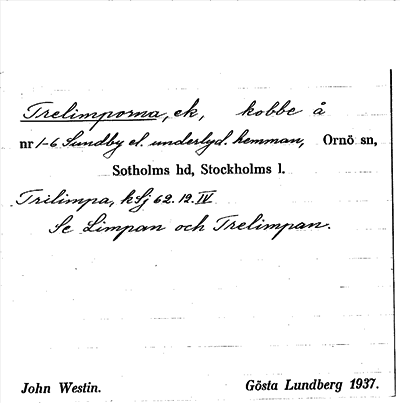 Trelimporna, ek, kobbe å
nr 1-6 Sundby el. underlyd. hemman, Ornö sn,
Sotholms hd, Stockholms l.
Trilimpa, h Sj 62. 12. IV
Se Limpan och Trelimpan.
John Westin. Gösta Lundberg 1937.